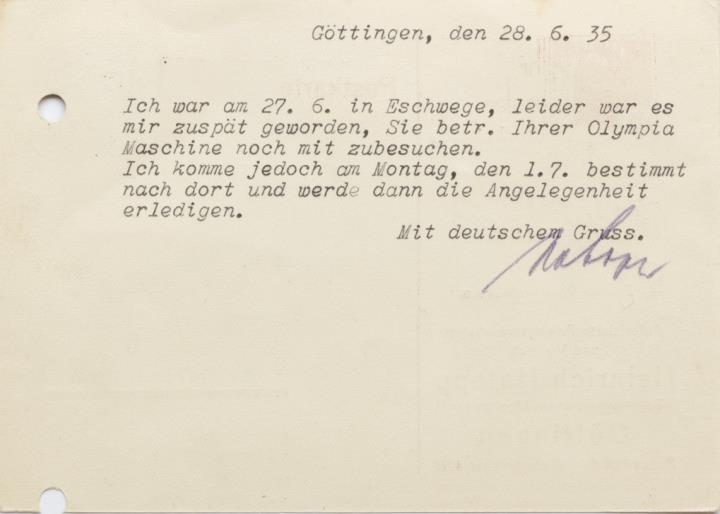 Göttingen, den 28. 6. 35
Ich war am 27. 6. in Eschwege, leider war es
mir zuspät geworden, Sie betr. Ihrer Olympia
Maschine noch mit zubesuchen.
Ich komme jedoch am Montag, den 1.7. bestimmt
nach dort und werde dann die Angelegenheit
erledigen.
Mit deutschem Gruss.